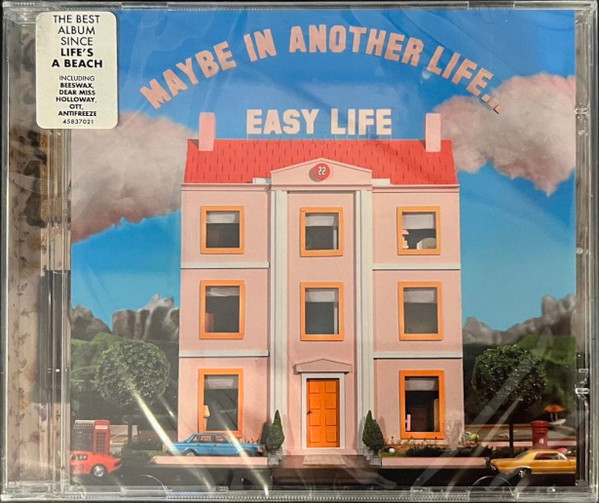 THE BEST
ALBUM
SINCE
LIFE'S
A BEACH
INCLUDING
BEESWAX,
DEAR MISS
HOLLOWAY,
OTT,
ANTIFREEZE
45837021
MAYBE IN ANOTHER LIFE...
EASY LIFE
22